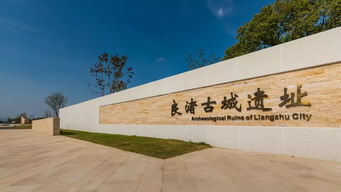 良渚古城遗址
Archaeological Ruins of Liangzhu City